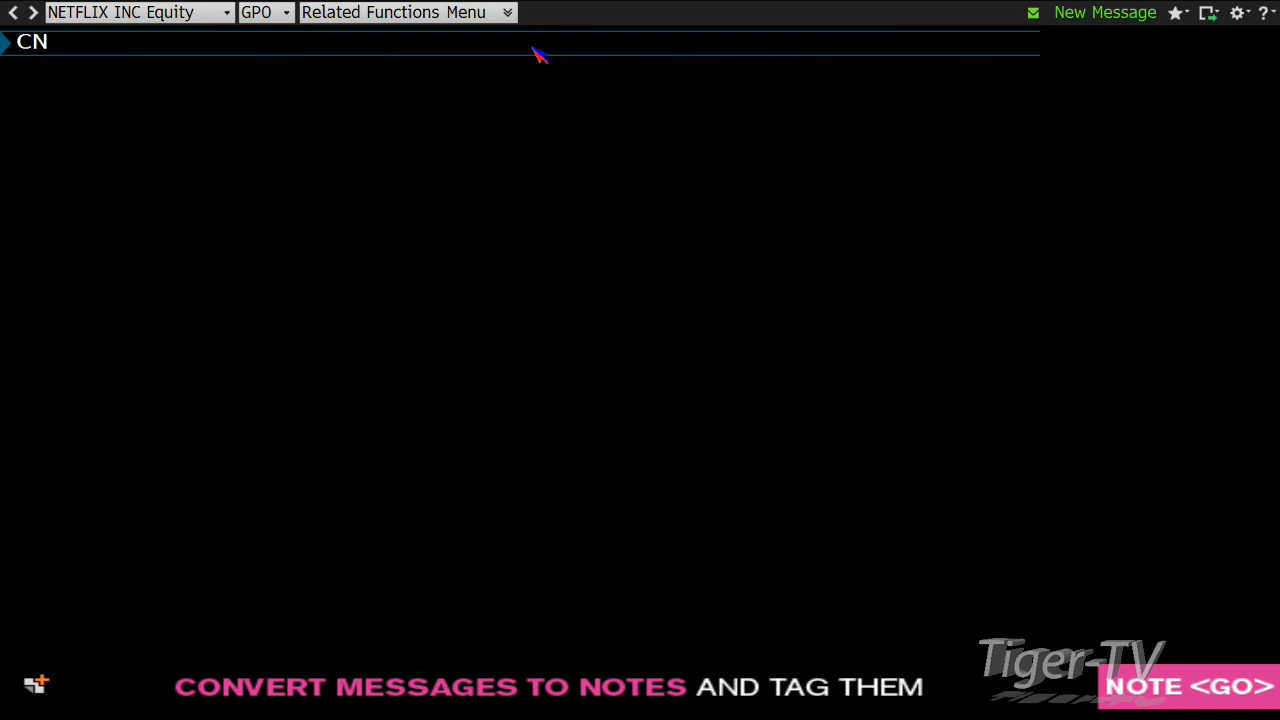 NETFLIX INC Equity GPO Related Functions Menu New Message ?
CN
CONVERT MESSAGES TO NOTES AND TAG THEM NOTE <GO>
Tiger-TV